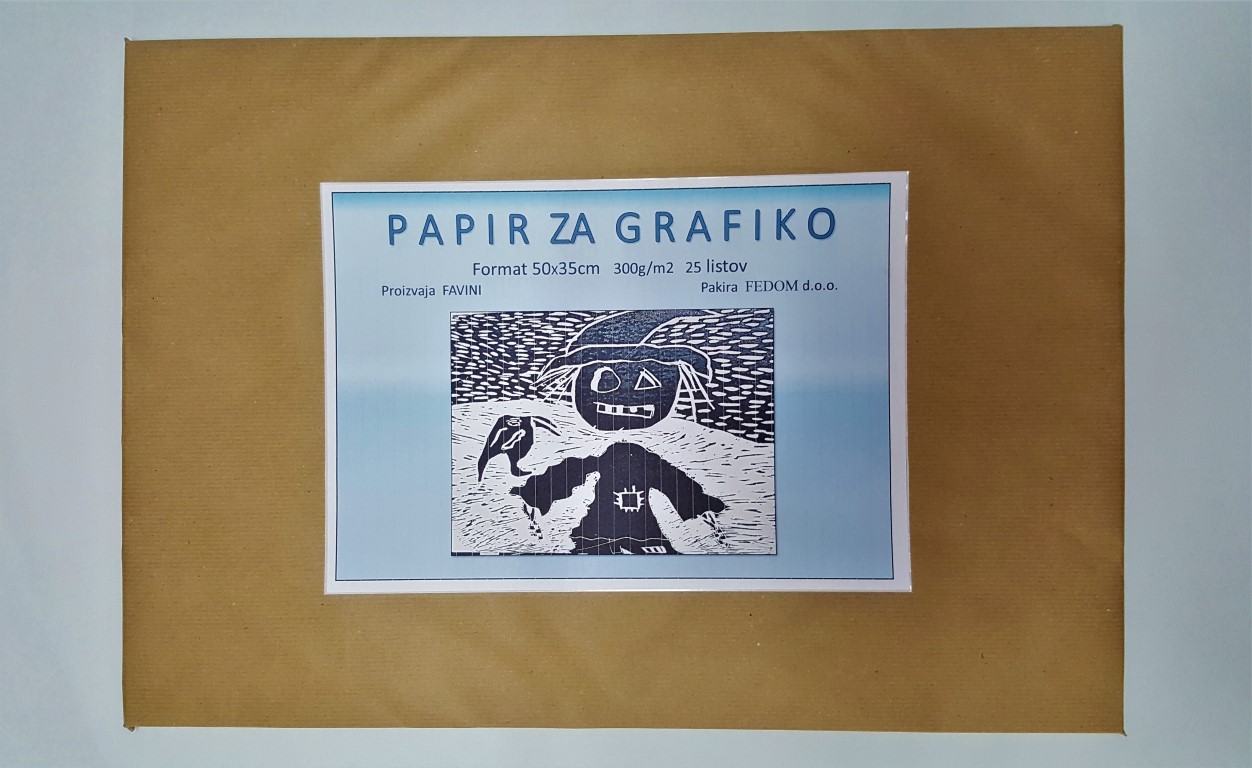 PAPIR ZA GRAFIKO
Format 50x35cm 300g/m2 25 listov
Proizvaja FAVINI Pakira FEDOM d.o.o.